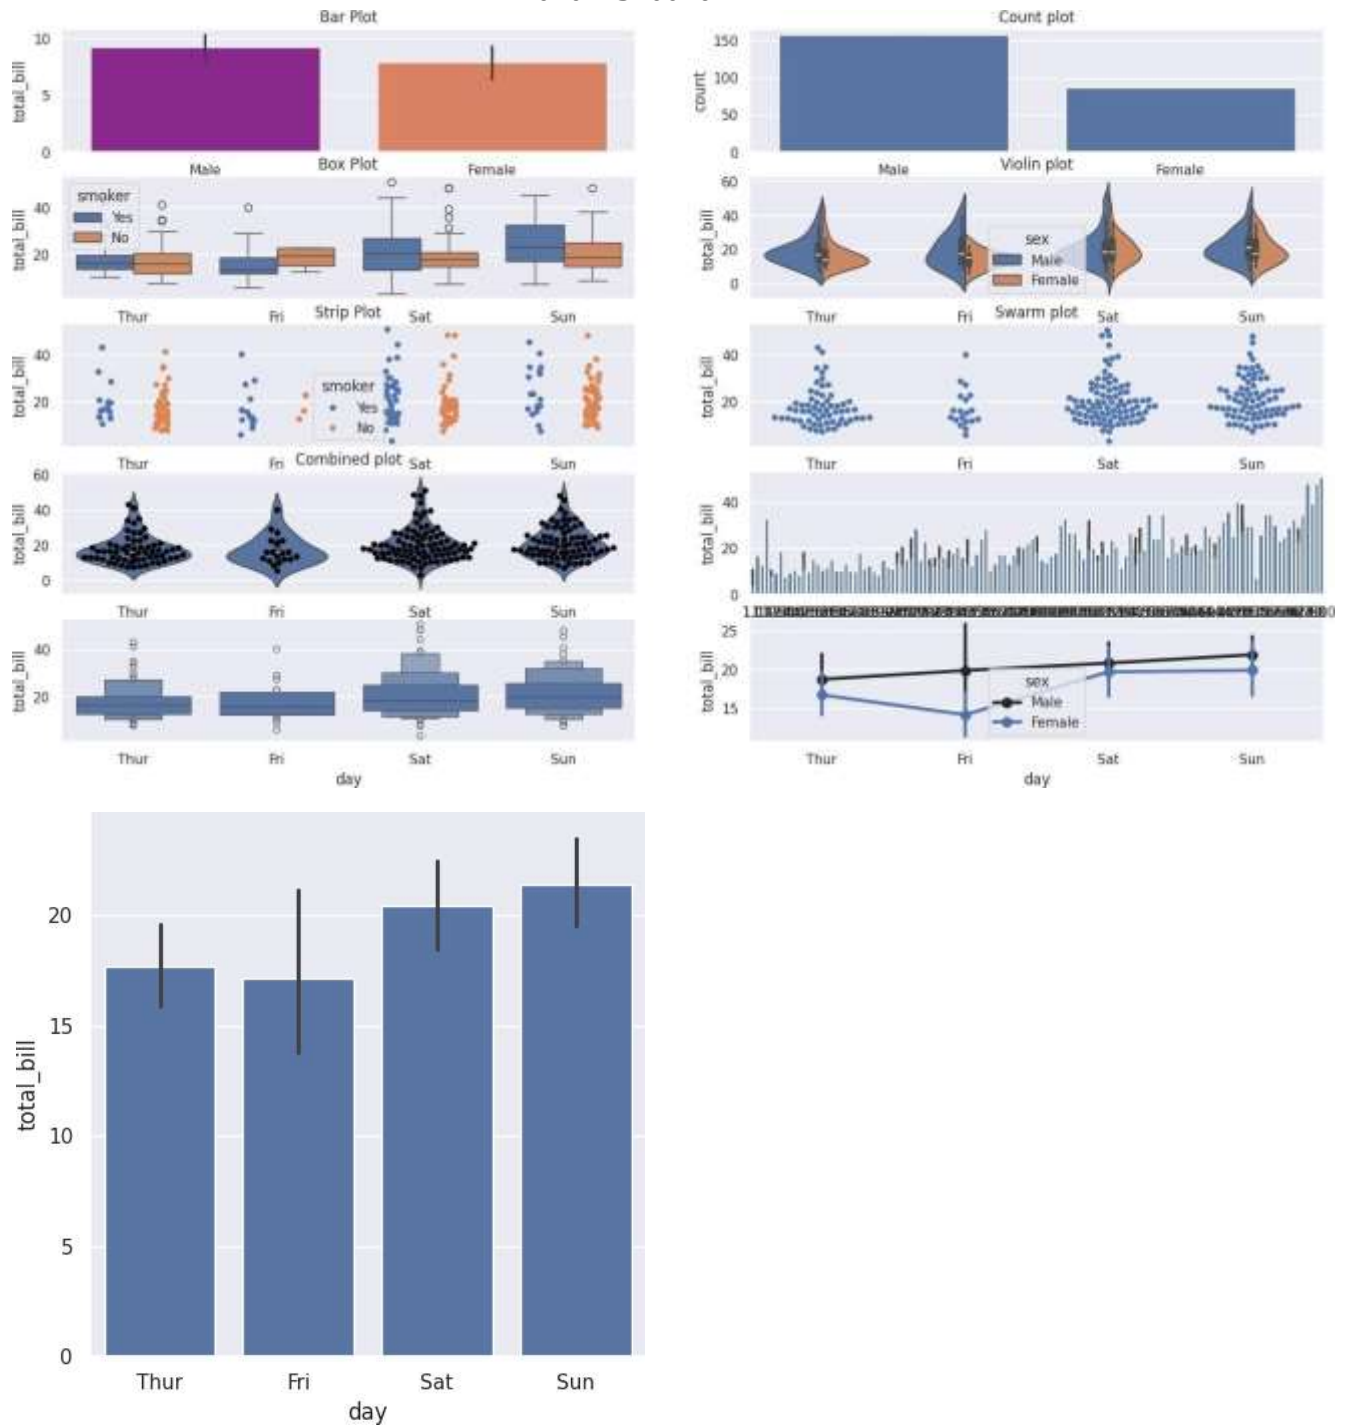 Bar Plot
10
5
0
total_bill
Male
Female
Count plot
150
100
50
0
count
Male
Female
Box Plot
smoker
Yes
No
40
20
total_bill
Thur
Fri
Sat
Sun
Violin plot
60
40
20
0
total_bill
sex
Male
Female
Thur
Fri
Sat
Sun
Strip Plot
40
20
total_bill
smoker
Yes
No
Thur
Fri
Sat
Sun
Swarm plot
40
20
total_bill
Thur
Fri
Sat
Sun
Combined plot
60
40
20
0
total_bill
Thur
Fri
Sat
Sun
40
20
0
total_bill
40
20
total_bill
Thur
Fri
Sat
Sun
day
25
20
15
total_bill
sex
Male
Female
Thur
Fri
Sat
Sun
day
20
15
10
5
0
total_bill
Thur
Fri
Sat
Sun
day